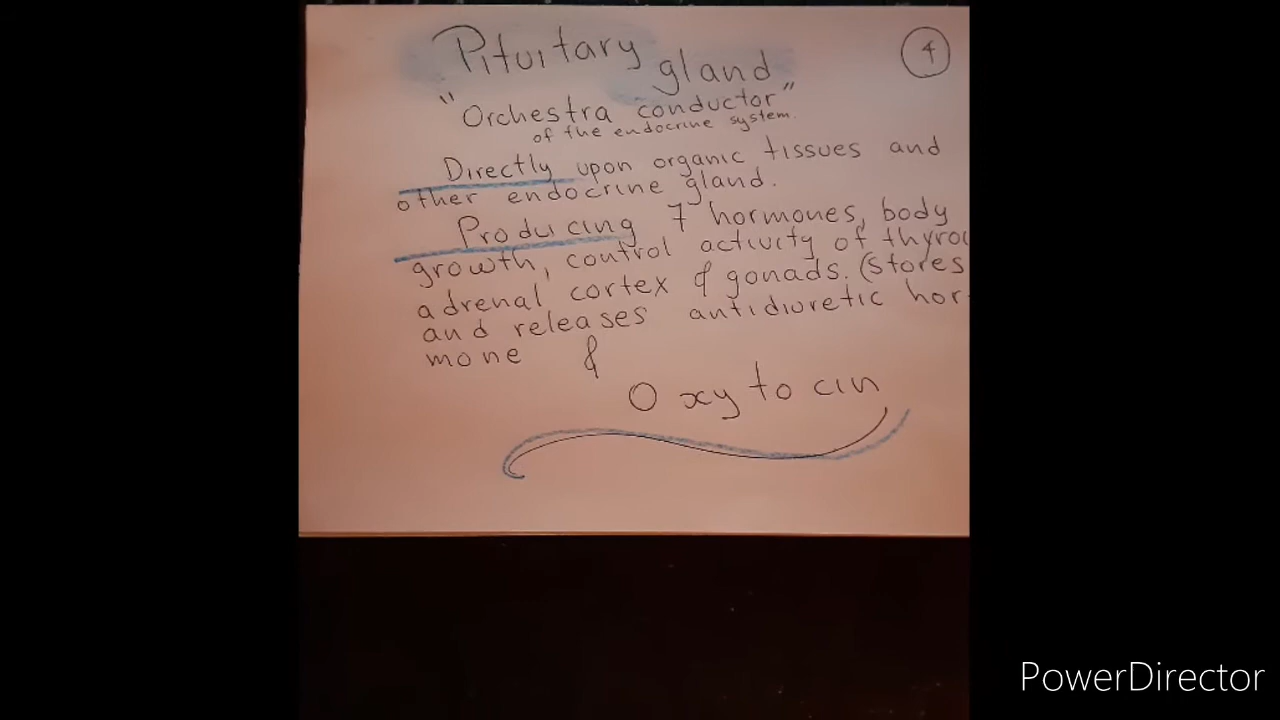 Pituitary gland
4
"Orchestra conductor"
of the endocrine system.
Directly upon organic tissues and
other endocrine gland.
Producing 7 hormones, body
growth, control activity of thyroi
adrenal cortex & gonads. (Stores
and releases antidiuretic hor-
mone &
Oxytocin
PowerDirector